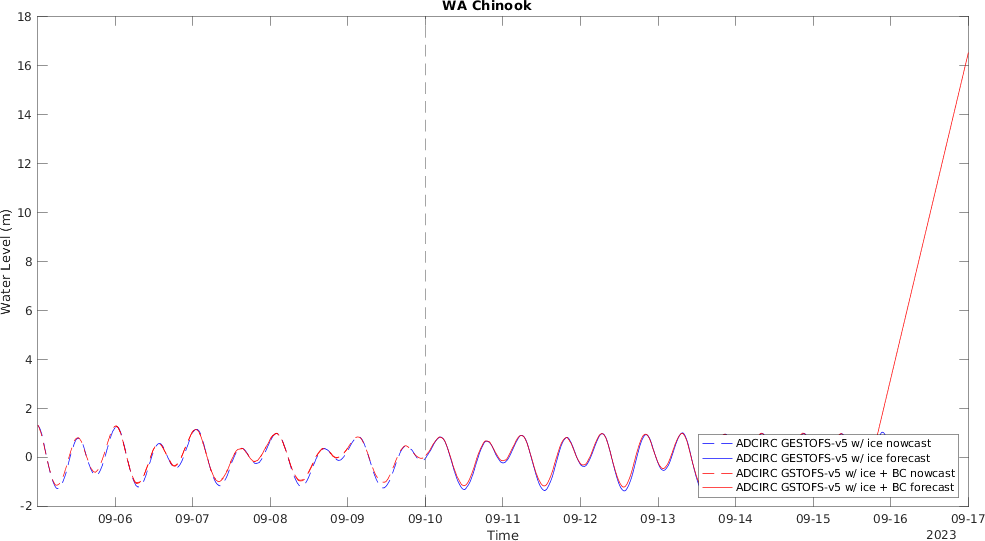 WA Chinook
18
16
14
12
10
8
6
4
2
0
-2
Water Level (m)
ADCIRC GESTOFS-v5 w/ ice nowcast
ADCIRC GESTOFS-v5 w/ ice forecast
ADCIRC GSTOFS-v5 w/ ice + BC nowcast
ADCIRC GSTOFS-v5 w/ ice + BC forecast
09-06 09-07 09-08 09-09 09-10 09-11 09-12 09-13 09-14 09-15 09-16 09-17
Time
2023